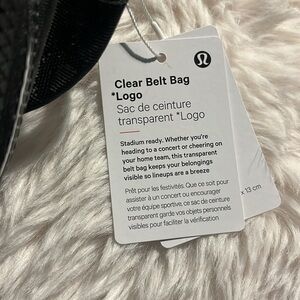 Clear Belt Bag
*Logo
Sac de ceinture
transparent *Logo
Stadium ready. Whether you're
heading to a concert or cheering on
your home team, this transparent
belt bag keeps your belongings
visible so lineups are a breeze
Prêt pour les festivités. Que ce soit pour
assister à un concert ou encourager
votre équipe sportive, ce sac de ceinture
transparent garde vos objets personnels
visibles pour faciliter la vérification
x 13 cm